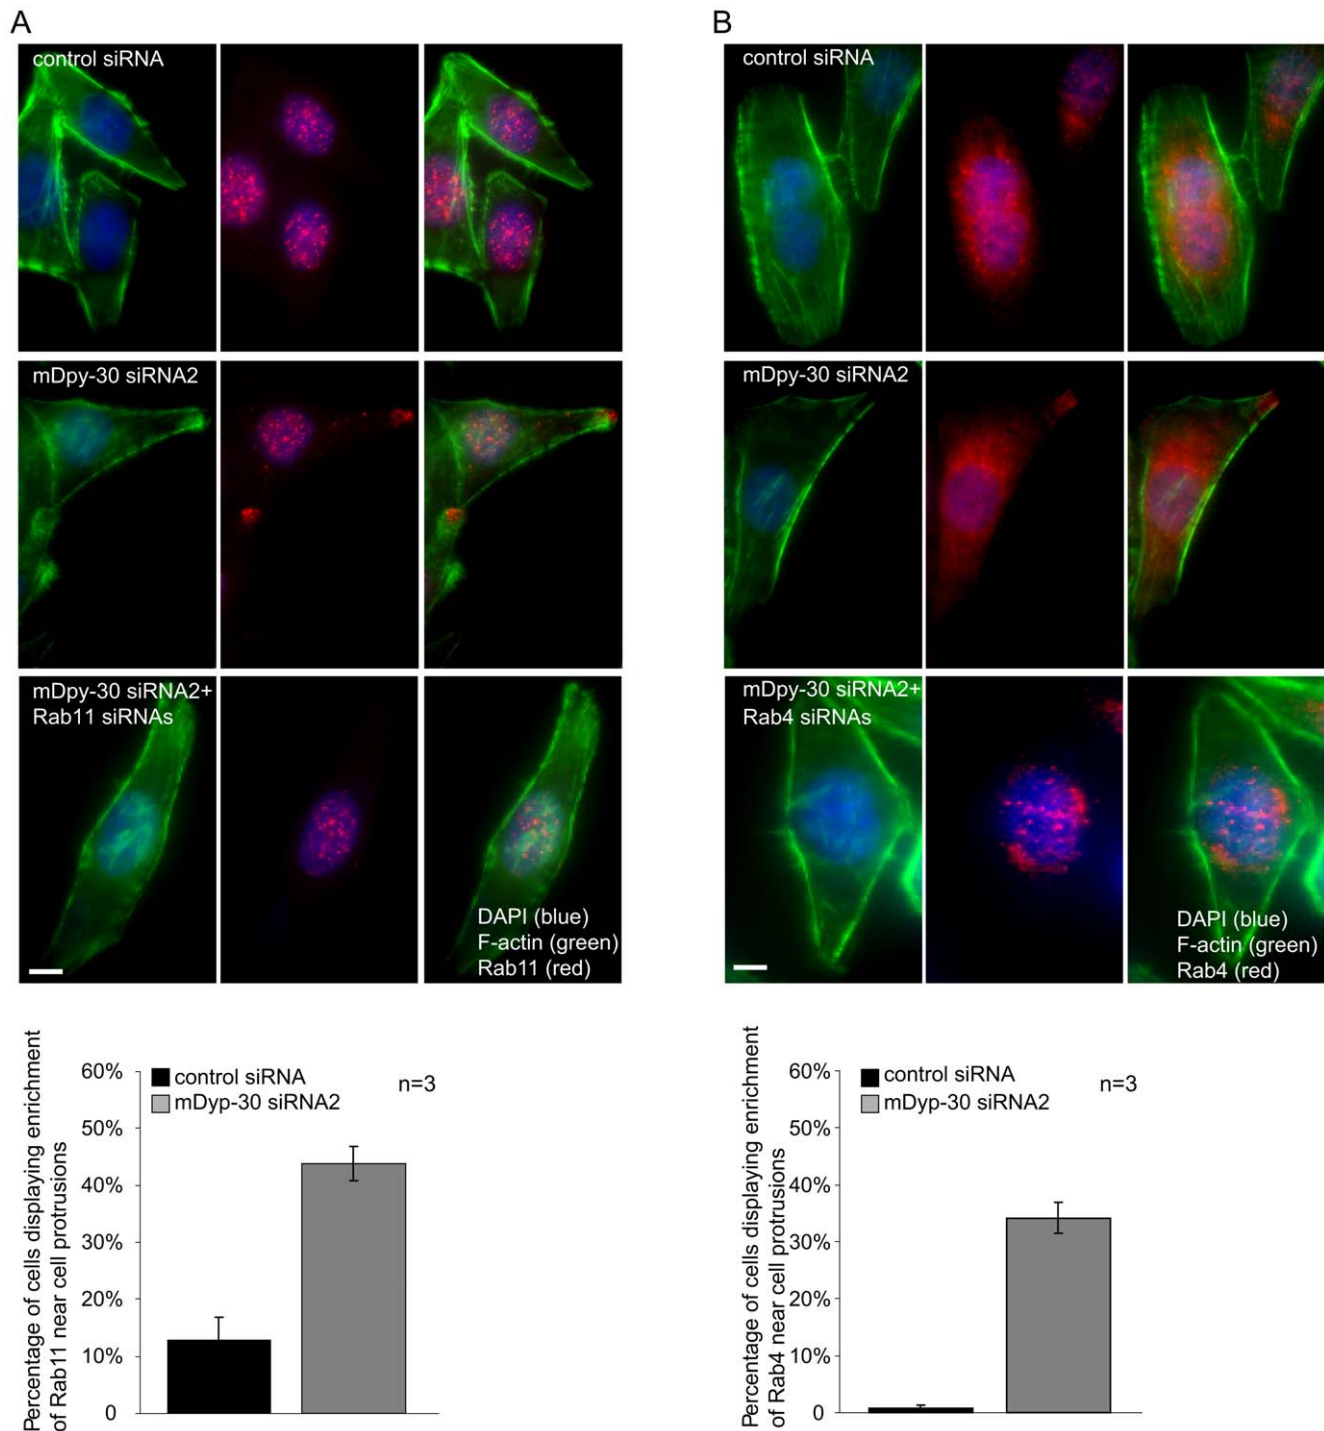 A
control siRNA
mDpy-30 siRNA2
mDpy-30 siRNA2+
Rab11 siRNAs
DAPI (blue)
F-actin (green)
Rab11 (red)
Percentage of cells displaying enrichment
of Rab11 near cell protrusions
60%
50%
40%
30%
20%
10%
0
control siRNA
mDyp-30 siRNA2
n=3
B
control siRNA
mDpy-30 siRNA2
mDpy-30 siRNA2+
Rab4 siRNAs
DAPI (blue)
F-actin (green)
Rab4 (red)
Percentage of cells displaying enrichment
of Rab4 near cell protrusions
60%
50%
40%
30%
20%
10%
0
control siRNA
mDyp-30 siRNA2
n=3